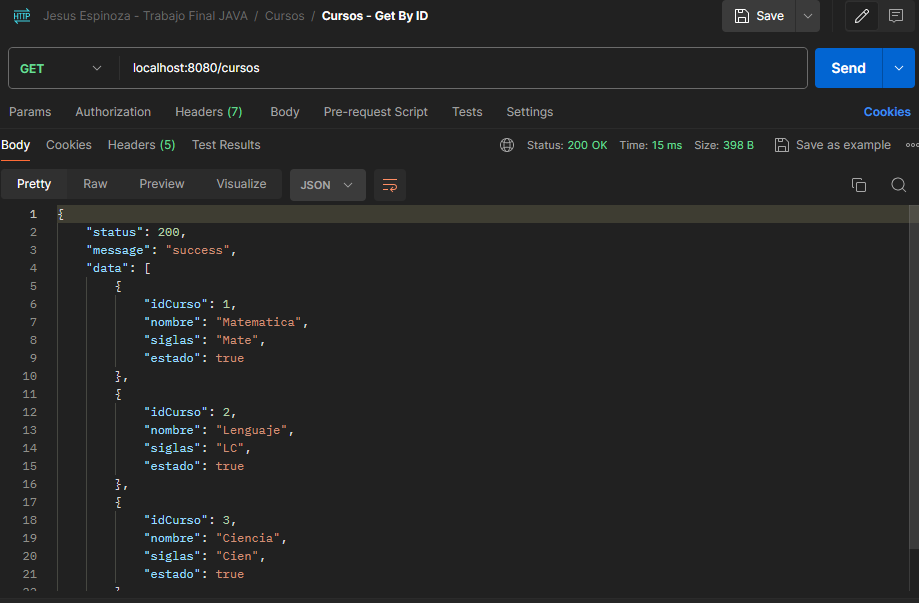 HTTP Jesus Espinoza - Trabajo Final JAVA / Cursos / Cursos - Get By ID Save
GET localhost:8080/cursos Send
Params Authorization Headers (7) Body Pre-request Script Tests Settings Cookies
Body Cookies Headers (5) Test Results Status: 200 OK Time: 15 ms Size: 398 B Save as example
Pretty Raw Preview Visualize JSON
1 {
2 "status": 200,
3 "message": "success",
4 "data": [
5 {
6 "idCurso": 1,
7 "nombre": "Matematica",
8 "siglas": "Mate",
9 "estado": true
10 },
11 {
12 "idCurso": 2,
13 "nombre": "Lenguaje",
14 "siglas": "LC",
15 "estado": true
16 },
17 {
18 "idCurso": 3,
19 "nombre": "Ciencia",
20 "siglas": "Cien",
21 "estado": true